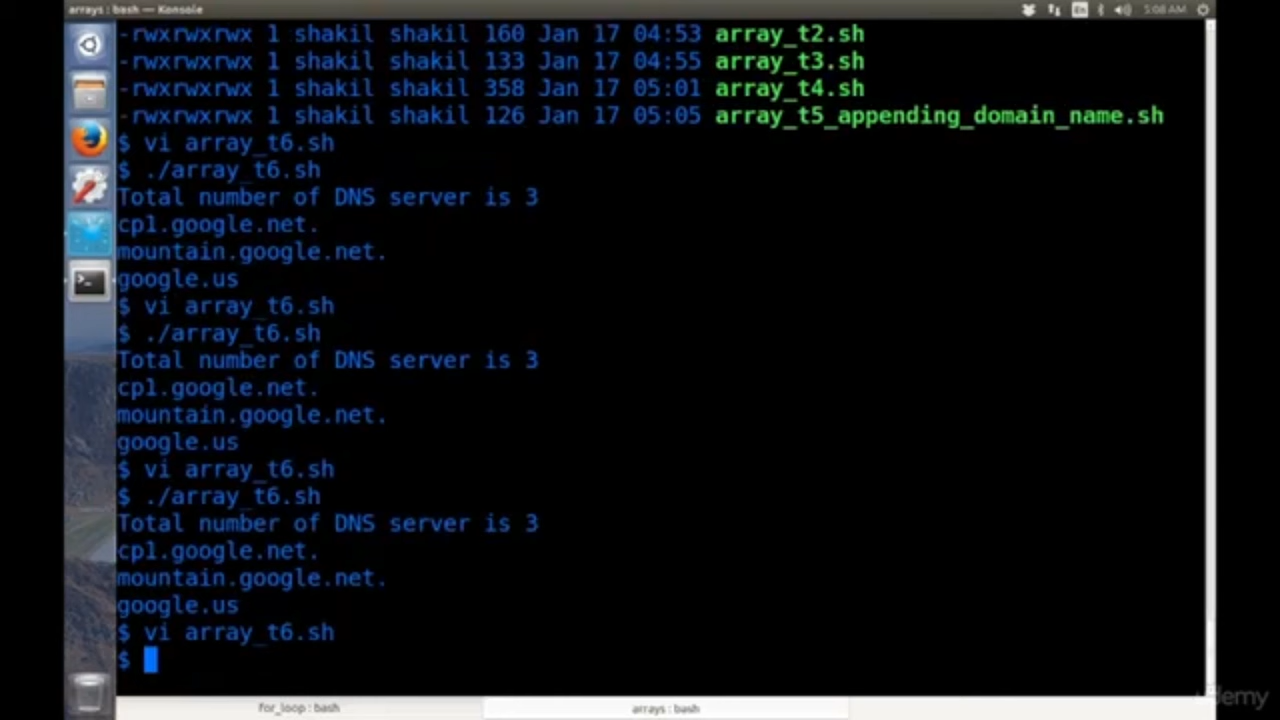 arrays : bash — Konsole
En
5:08 AM
-rwxrwxrwx 1 shakil shakil 160 Jan 17 04:53 array_t2.sh
-rwxrwxrwx 1 shakil shakil 133 Jan 17 04:55 array_t3.sh
-rwxrwxrwx 1 shakil shakil 358 Jan 17 05:01 array_t4.sh
-rwxrwxrwx 1 shakil shakil 126 Jan 17 05:05 array_t5_appending_domain_name.sh
$ vi array_t6.sh
$ ./array_t6.sh
Total number of DNS server is 3
cp1.google.net.
mountain.google.net.
google.us
$ vi array_t6.sh
$ ./array_t6.sh
Total number of DNS server is 3
cp1.google.net.
mountain.google.net.
google.us
$ vi array_t6.sh
$ ./array_t6.sh
Total number of DNS server is 3
cp1.google.net.
mountain.google.net.
google.us
$ vi array_t6.sh
$
for_loop : bash
arrays : bash